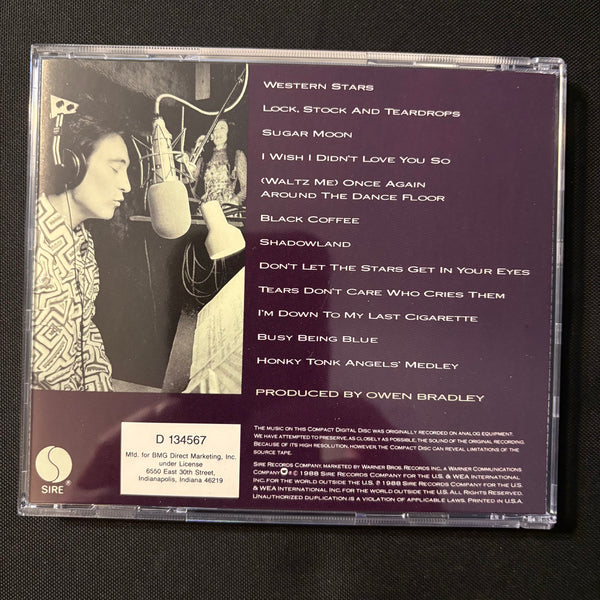 WESTERN STARS
LOCK, STOCK AND TEARDROPS
SUGAR MOON
I WISH I DIDN'T LOVE YOU SO
(WALTZ ME) ONCE AGAIN
AROUND THE DANCE FLOOR
BLACK COFFEE
SHADOWLAND
DON'T LET THE STARS GET IN YOUR EYES
TEARS DON'T CARE WHO CRIES THEM
I'M DOWN TO MY LAST CIGARETTE
BUSY BEING BLUE
HONKY TONK ANGELS' MEDLEY
PRODUCED BY OWEN BRADLEY
THE MUSIC ON THIS COMPACT DIGITAL DISC WAS ORIGINALLY RECORDED ON ANALOG EQUIPMENT.
WE HAVE ATTEMPTED TO PRESERVE, AS CLOSELY AS POSSIBLE, THE SOUND OF THE ORIGINAL RECORDING.
BECAUSE OF ITS HIGH RESOLUTION, HOWEVER, THE COMPACT DISC CAN REVEAL LIMITATIONS OF THE
SOURCE TAPE.
SIRE RECORDS COMPANY, MARKETED BY WARNER BROS. RECORDS INC., A WARNER COMMUNICATIONS
COMPANY ℗ © 1988 SIRE RECORDS COMPANY FOR THE U.S. & WEA INTERNATIONAL
INC. FOR THE WORLD OUTSIDE THE U.S. ℗ 1988 SIRE RECORDS COMPANY FOR THE U.S.
& WEA INTERNATIONAL INC. FOR THE WORLD OUTSIDE THE U.S. ALL RIGHTS RESERVED.
UNAUTHORIZED DUPLICATION IS A VIOLATION OF APPLICABLE LAWS. PRINTED IN U.S.A.
SIRE
D 134567
Mfd. for BMG Direct Marketing, Inc.
under License
6550 East 30th Street,
Indianapolis, Indiana 46219